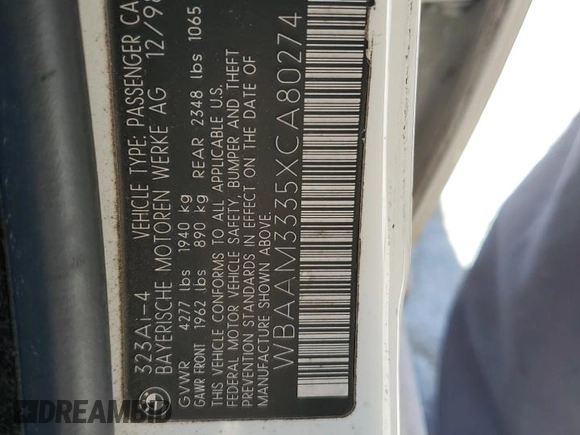 323Ai-4 VEHICLE TYPE: PASSENGER CA
BAYERISCHE MOTOREN WERKE AG 12/98
GVWR 4277 lbs 1940 kg
GAWR FRONT 1962 lbs 890 kg REAR 2348 lbs 1065
THIS VEHICLE CONFORMS TO ALL APPLICABLE U.S.
FEDERAL MOTOR VEHICLE SAFETY, BUMPER AND THEFT
PREVENTION STANDARDS IN EFFECT ON THE DATE OF
MANUFACTURE SHOWN ABOVE.
WBAAM3335XCA80274
DREAMBID